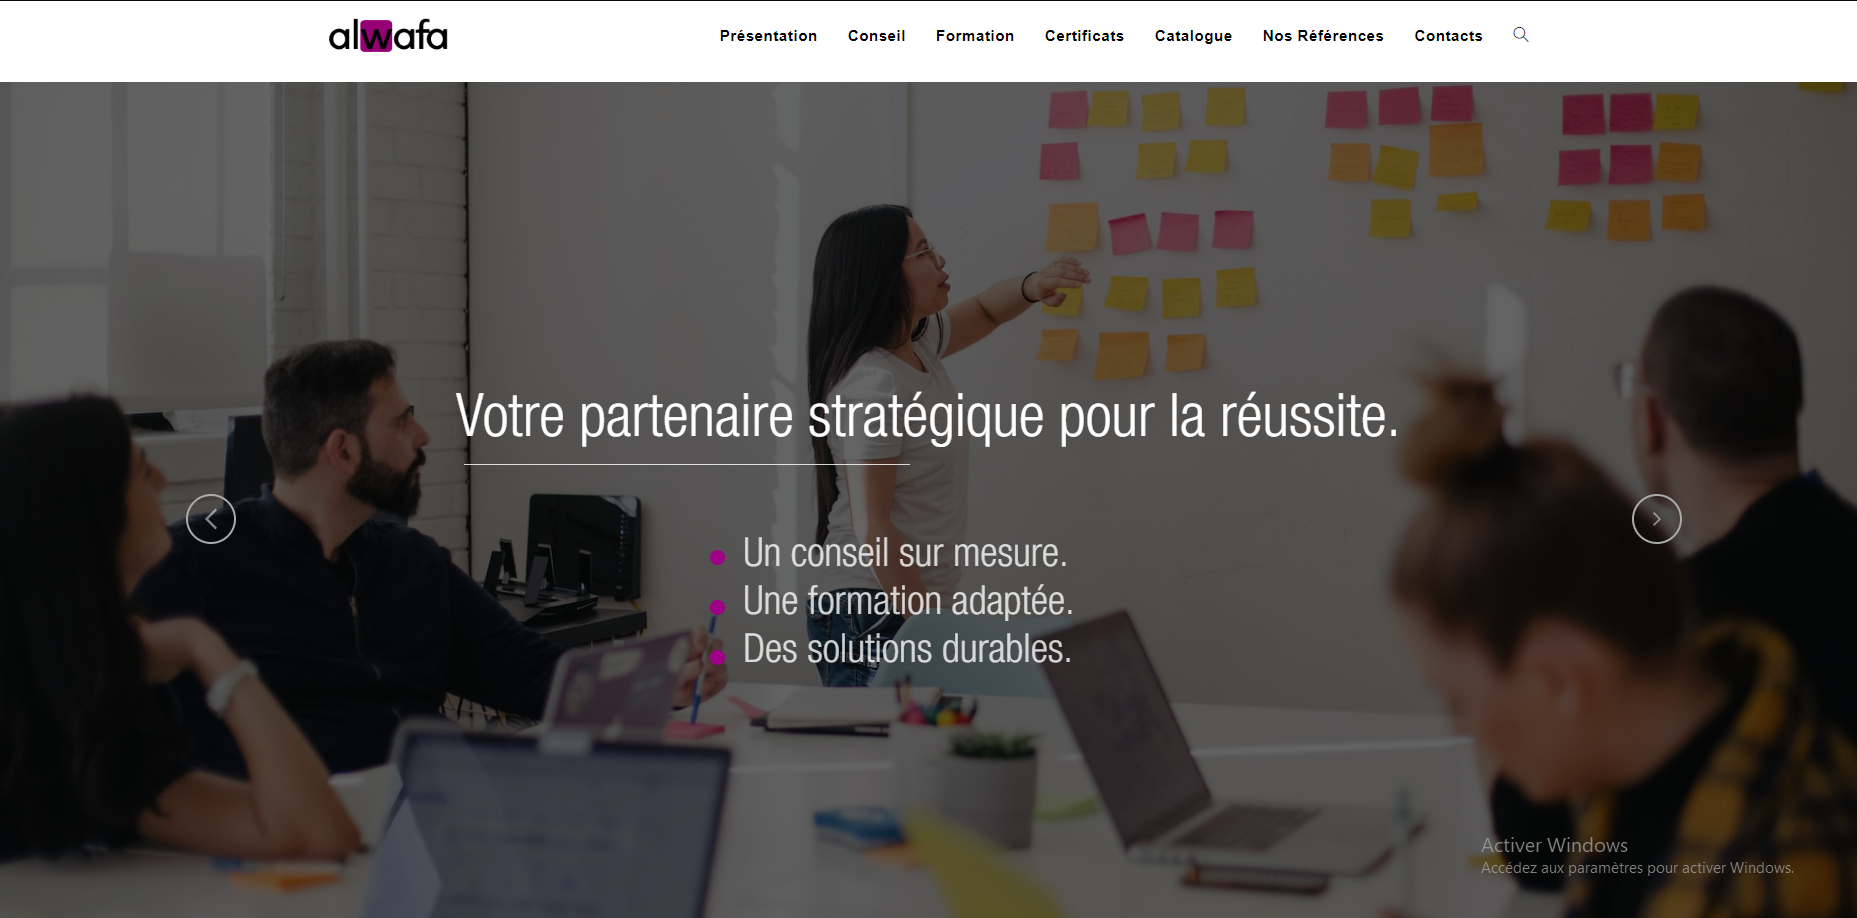 alwafa
Présentation Conseil Formation Certificats Catalogue Nos Références Contacts
Votre partenaire stratégique pour la réussite.
Un conseil sur mesure.
Une formation adaptée.
Des solutions durables.
Activer Windows
Accédez aux paramètres pour activer Windows.